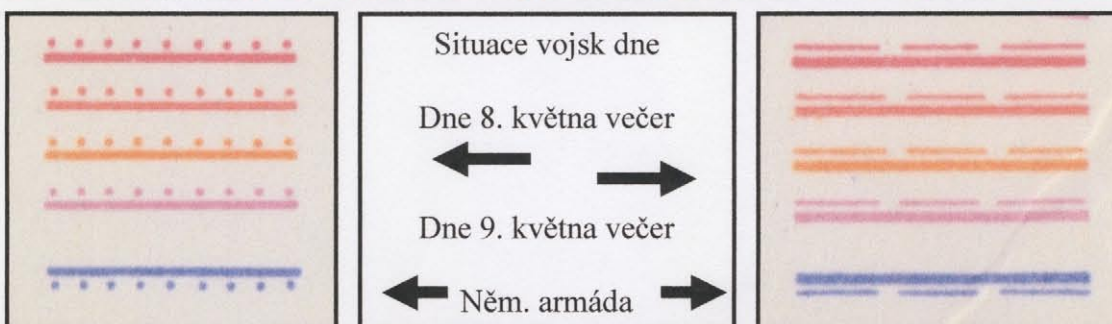 Situace vojsk dne
Dne 8. května večer
Dne 9. května večer
Něm. armáda